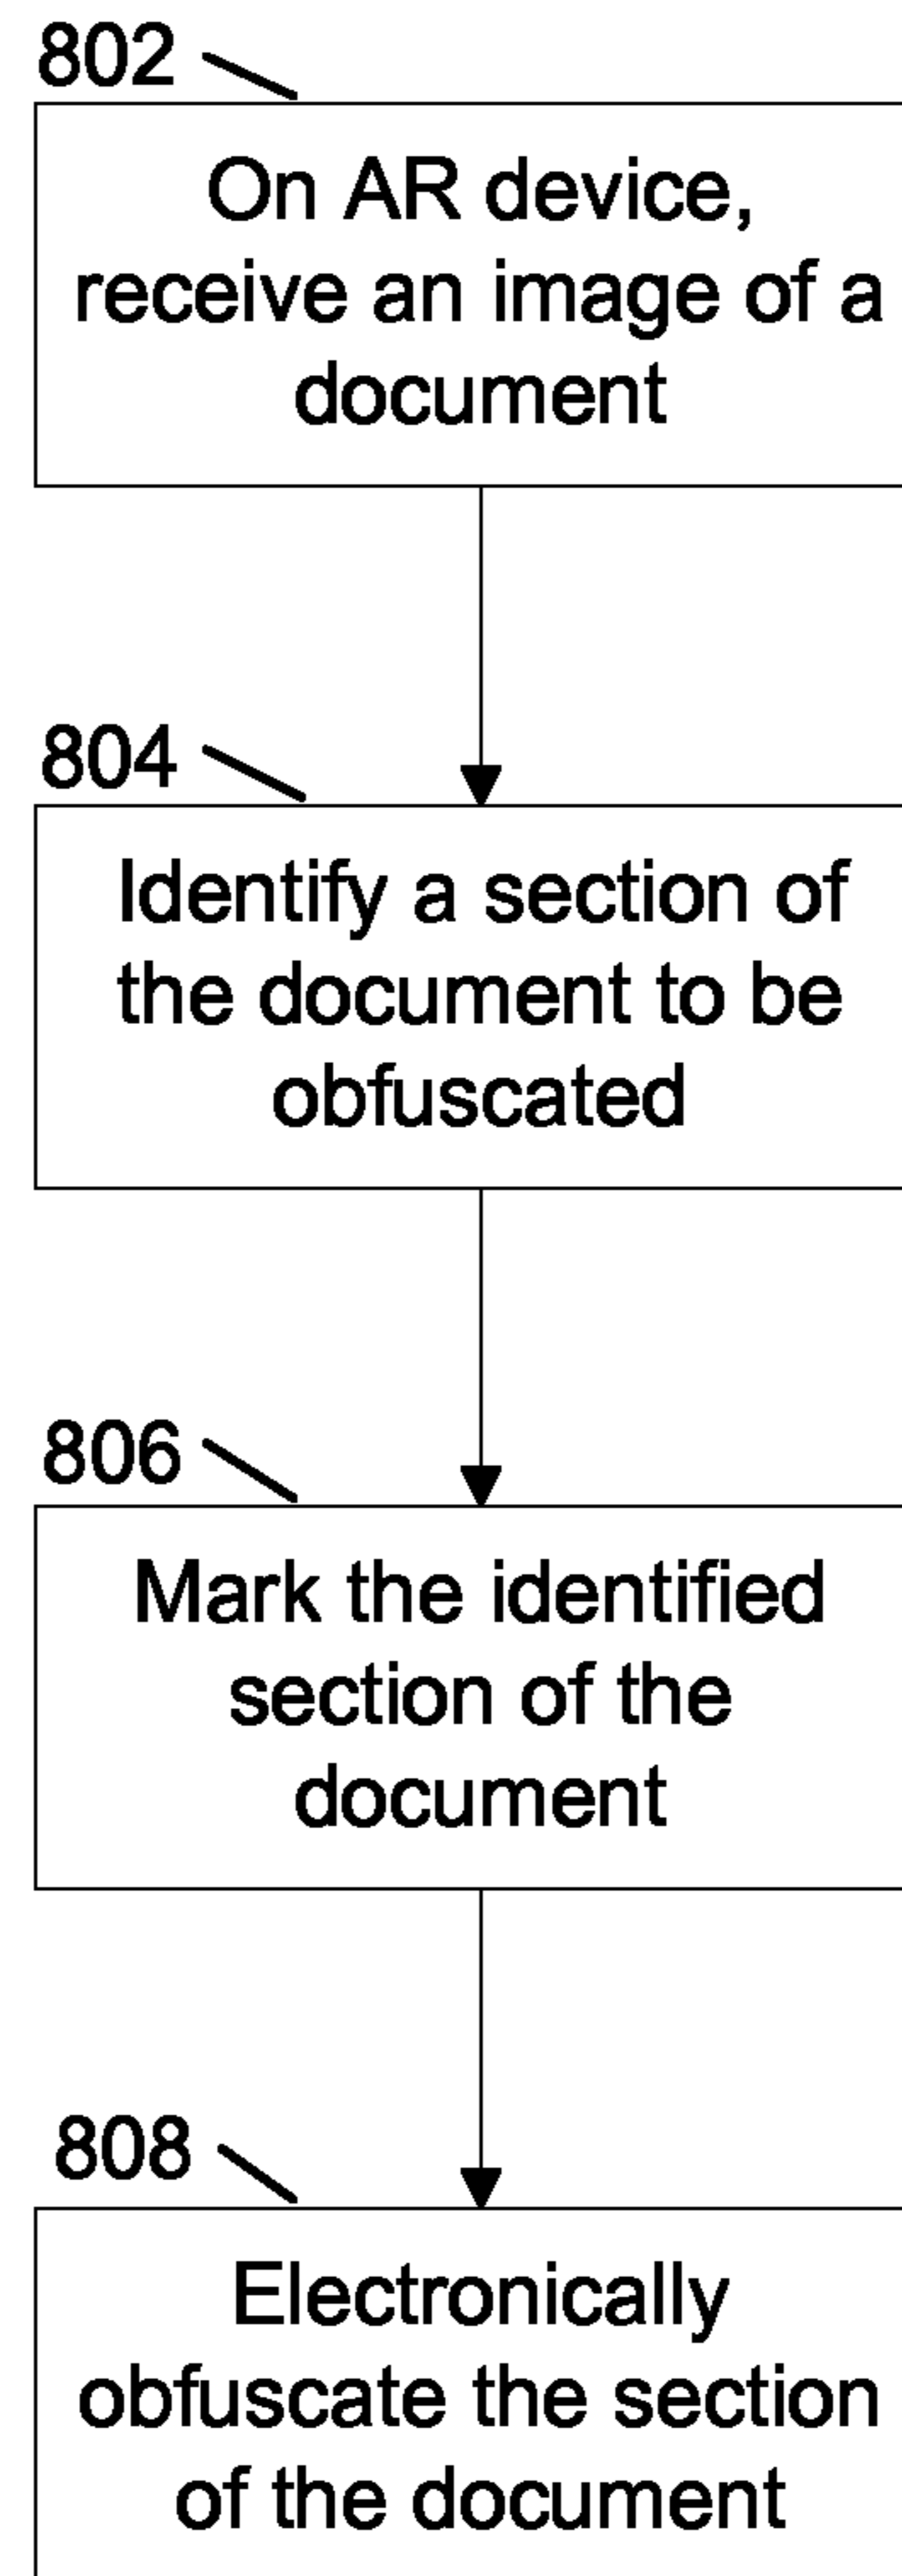 802
On AR device,
receive an image of a
document
804
Identify a section of
the document to be
obfuscated
806
Mark the identified
section of the
document
808
Electronically
obfuscate the section
of the document